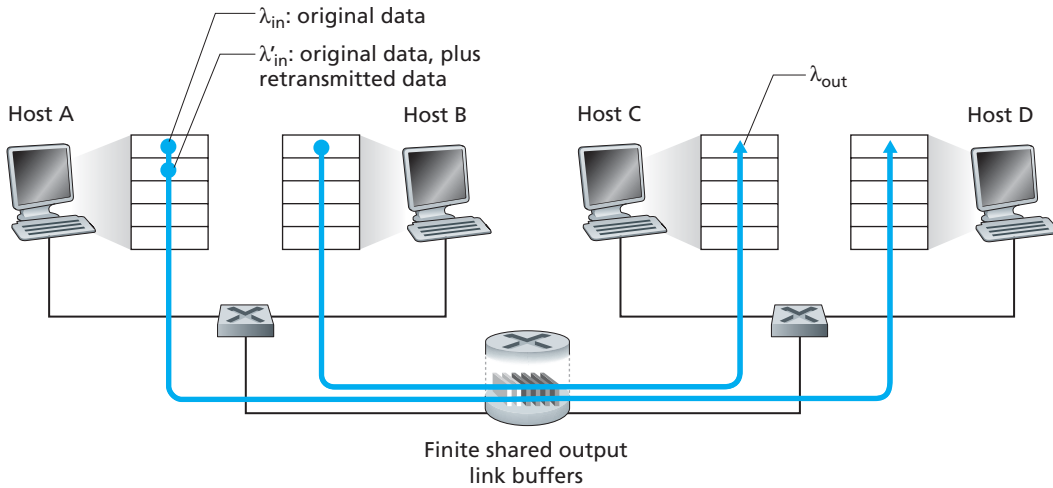 λin: original data
λ'in: original data, plus
retransmitted data
λout
Host A
Host B
Host C
Host D
Finite shared output
link buffers